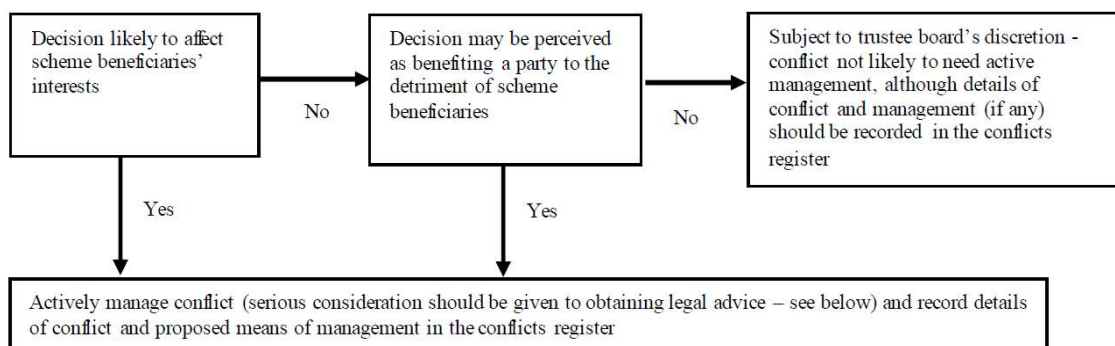 Decision likely to affect
scheme beneficiaries'
interests
No
Decision may be perceived
as benefiting a party to the
detriment of scheme
beneficiaries
No
Subject to trustee board's discretion -
conflict not likely to need active
management, although details of
conflict and management (if any)
should be recorded in the conflicts
register
Yes
Yes
Actively manage conflict (serious consideration should be given to obtaining legal advice – see below) and record details
of conflict and proposed means of management in the conflicts register